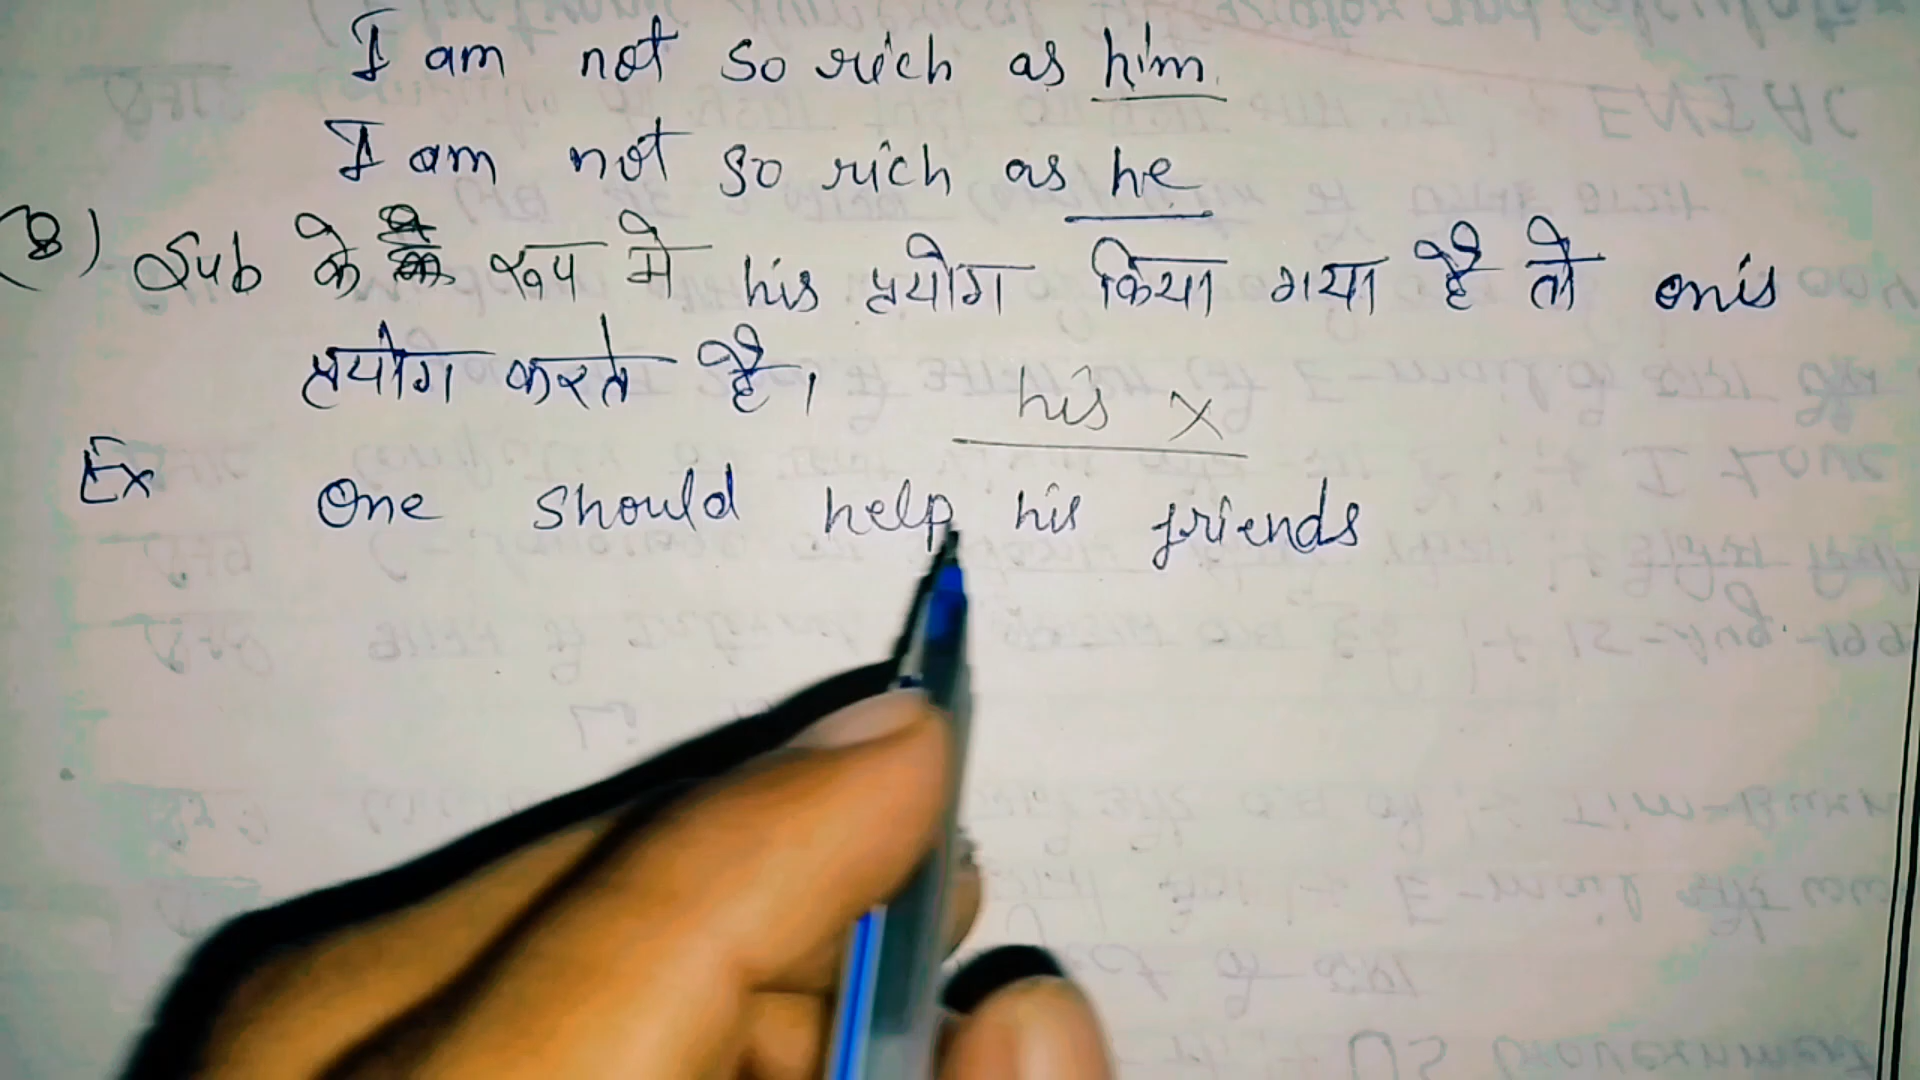 I am not so rich as him
I am not so rich as he
(8) Sub के रूप में his प्रयोग किया गया है तो onis
प्रयोग करते है।
his X
Ex One should help his friends